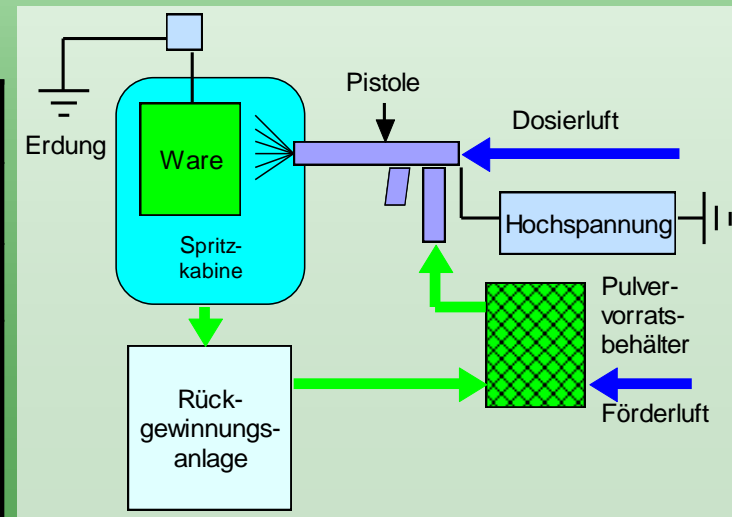 Pistole
Dosierluft
Erdung
Ware
Hochspannung
Spritz-
kabine
Pulver-
vorrats-
behälter
Förderluft
Rück-
gewinnungs-
anlage